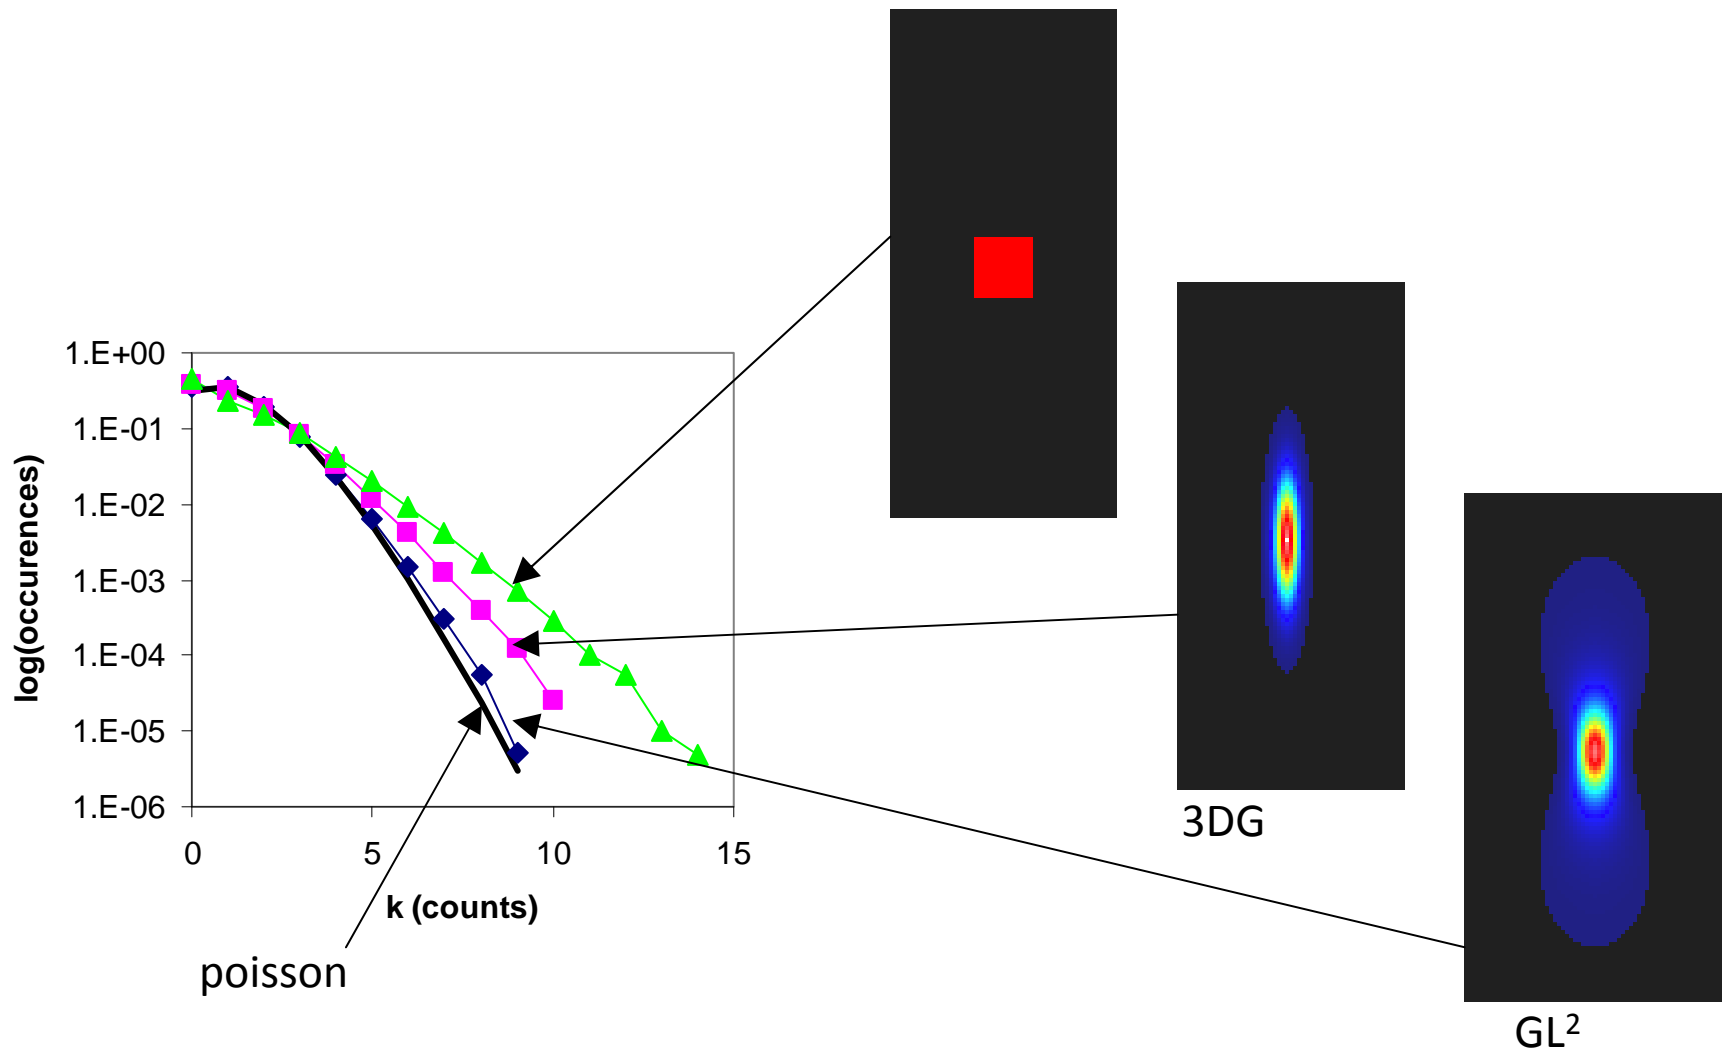 1.E+00
1.E-01
1.E-02
1.E-03
1.E-04
1.E-05
1.E-06
log(occurences)
0 5 10 15
k (counts)
poisson
3DG
GL²